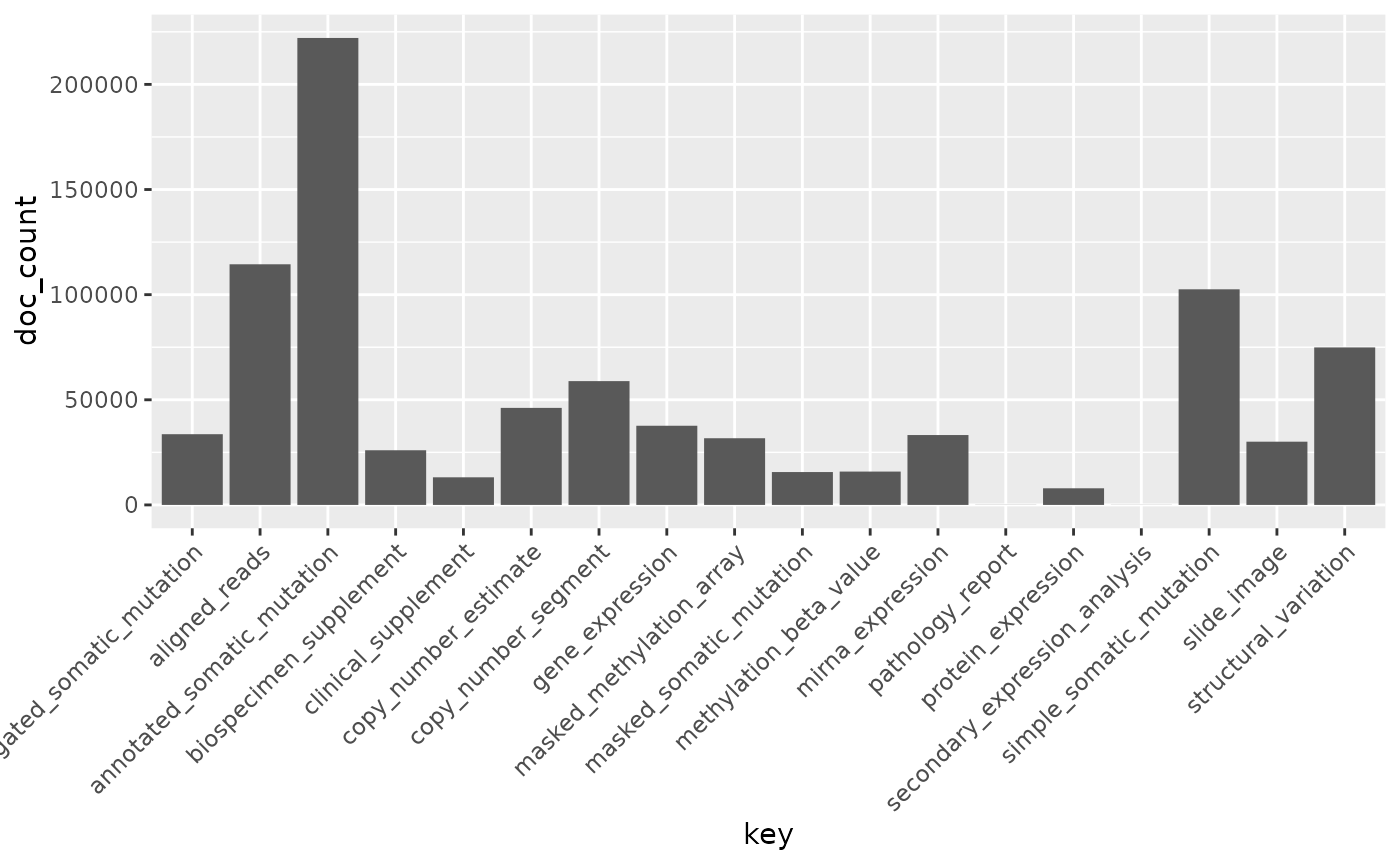 doc_count
200000
150000
100000
50000
0
gated_somatic_mutation
aligned_reads
annotated_somatic_mutation
biospecimen_supplement
clinical_supplement
copy_number_estimate
copy_number_segment
gene_expression
masked_methylation_array
masked_somatic_mutation
methylation_beta_value
mirna_expression
pathology_report
protein_expression
secondary_expression_analysis
simple_somatic_mutation
slide_image
structural_variation
key